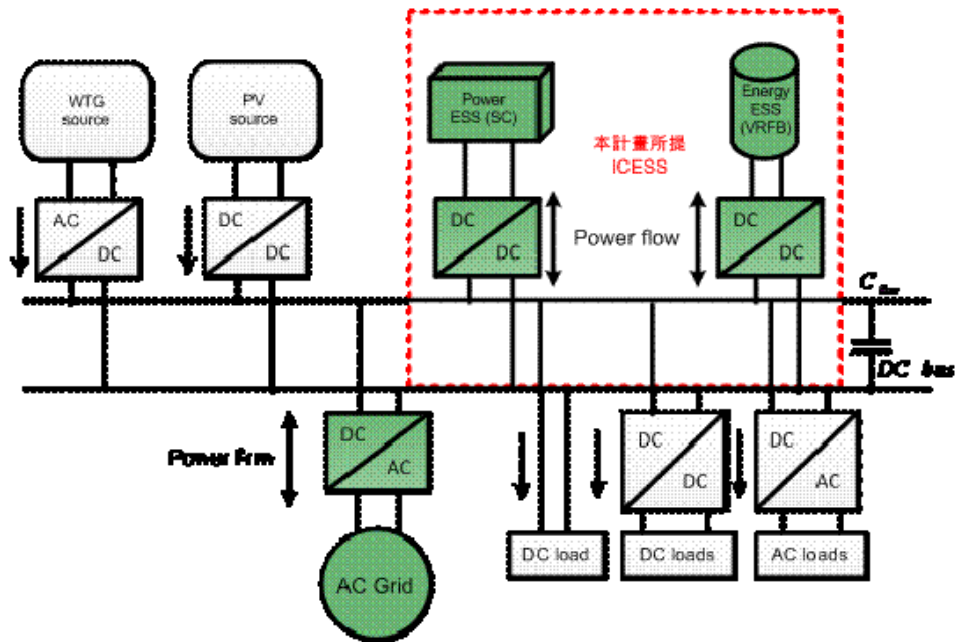 WTG
source
PV
source
Power
ESS (SC)
Energy
ESS
(VRFB)
本計畫所提
ICESS
AC
DC
DC
DC
DC
DC
Power flow
DC
DC
C
DC bus
DC
AC
Power
DC
DC
DC
AC
AC Grid
DC load
DC loads
AC loads